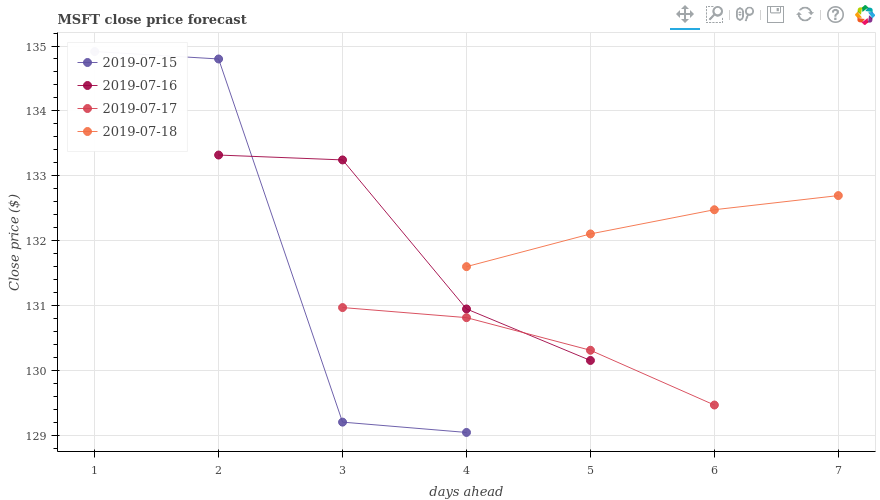 MSFT close price forecast
135
134
133
132
131
130
129
Close price ($)
2019-07-15
2019-07-16
2019-07-17
2019-07-18
1 2 3 4 5 6 7
days ahead